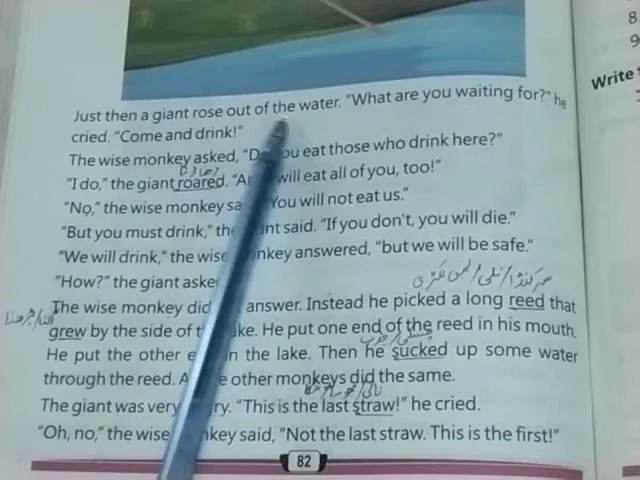 Just then a giant rose out of the water. "What are you waiting for?" he
cried. "Come and drink!"
The wise monkey asked, "D ou eat those who drink here?"
"I do," the giant roared. "A will eat all of you, too!"
"No," the wise monkey sa You will not eat us."
"But you must drink," the nt said. "If you don't, you will die."
"We will drink," the wise nkey answered, "but we will be safe."
"How?" the giant aske
The wise monkey did answer. Instead he picked a long reed that
grew by the side of t ke. He put one end of the reed in his mouth.
He put the other e in the lake. Then he sucked up some water
through the reed. A e other monkeys did the same.
The giant was very ry. "This is the last straw!" he cried.
"Oh, no," the wise nkey said, "Not the last straw. This is the first!"
82
8
9
Write